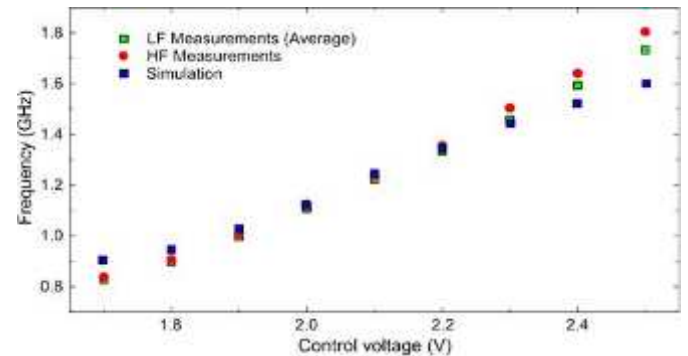 1.8
LF Measurements (Average)
HF Measurements
Simulation
1.6
1.4
1.2
1.0
0.8
Frequency (GHz)
1.8
2.0
2.2
2.4
Control voltage (V)